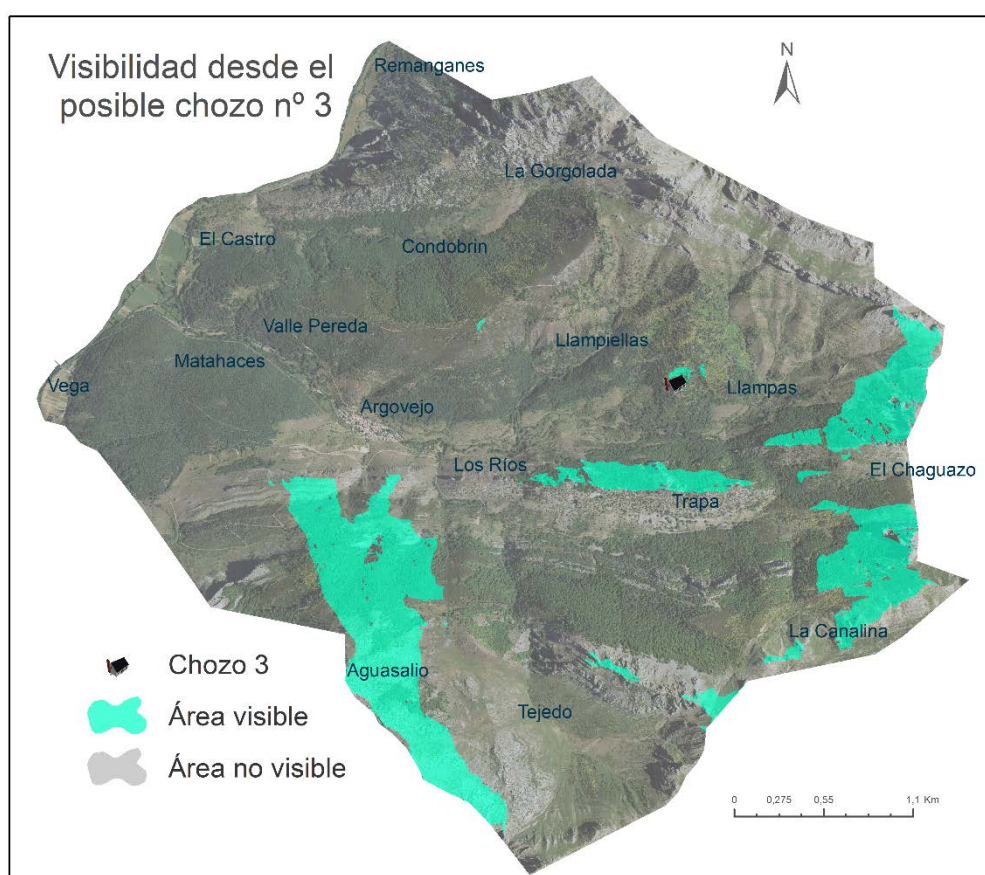 Visibilidad desde el
posible chozo nº 3
N
Remanganes
La Gorgolada
El Castro
Condobrin
Valle Pereda
Llampiellas
Matahaces
Vega
Llampas
Argovejo
Los Ríos
El Chaguazo
Trapa
La Canalina
Aguasalio
Tejedo
Chozo 3
Área visible
Área no visible
0 0,275 0,55 1,1 Km